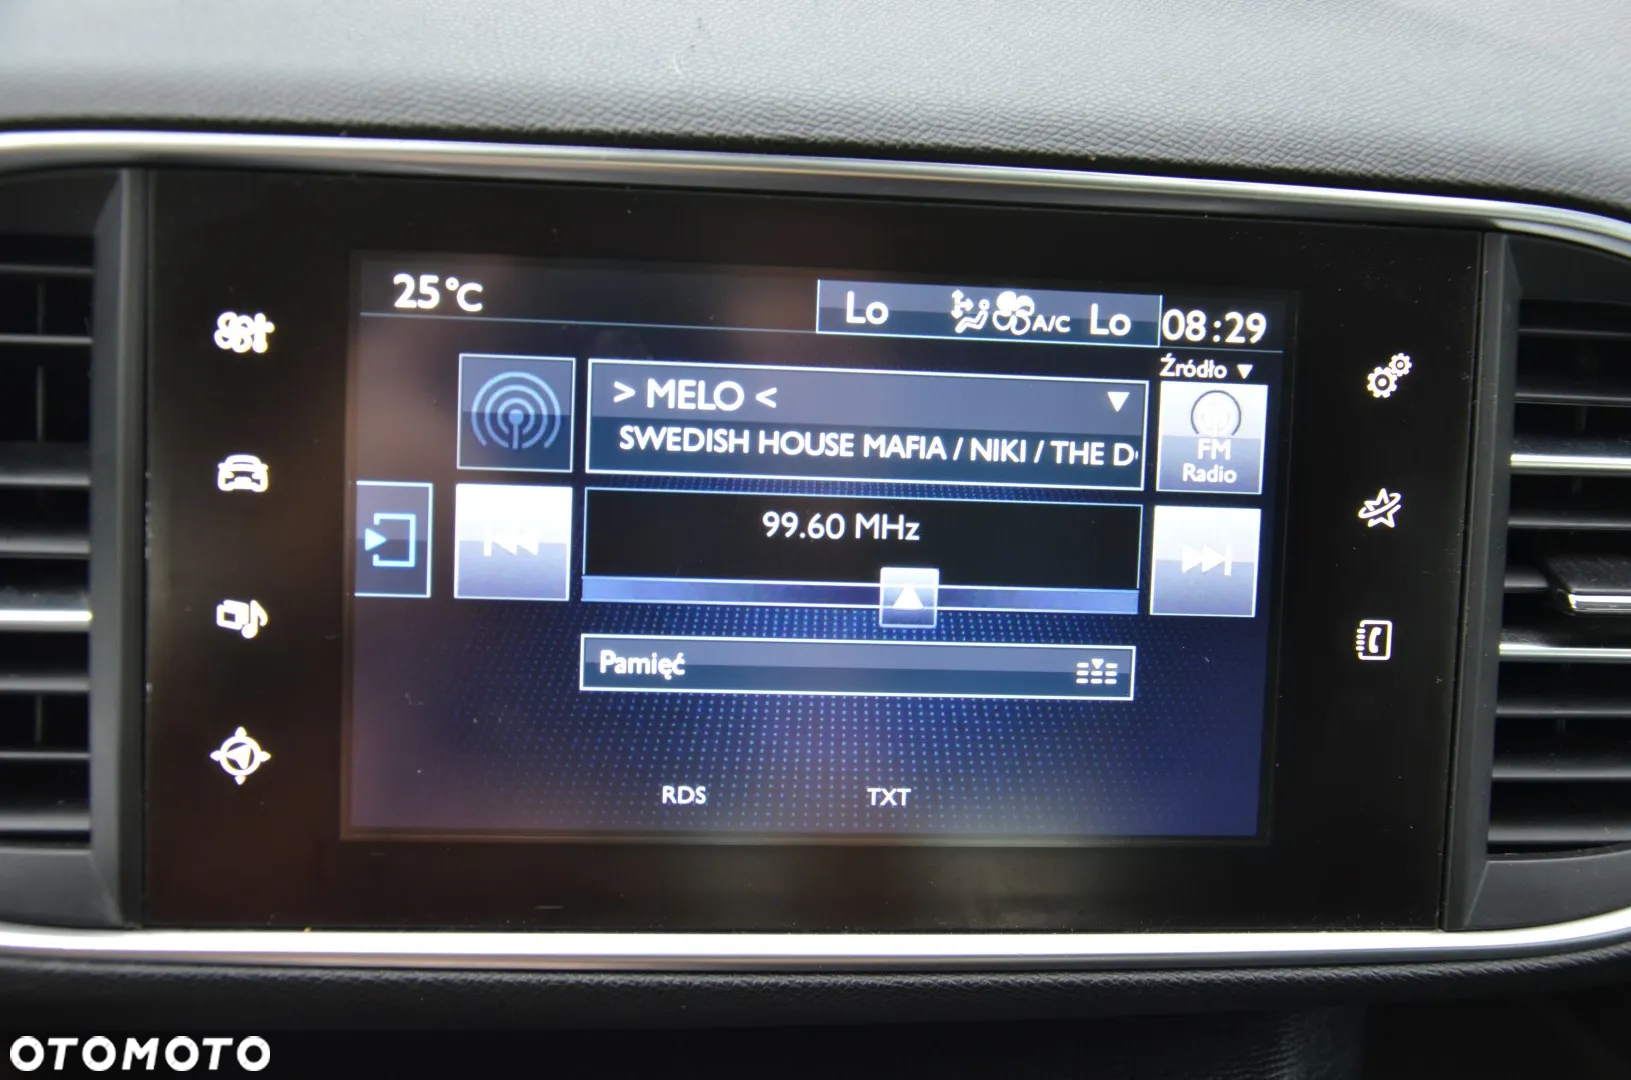 25°C
Lo A/C Lo 08:29
Źródło
> MELO <
SWEDISH HOUSE MAFIA / NIKI / THE D
FM
Radio
99.60 MHz
Pamięć
RDS TXT
OTOMOTO